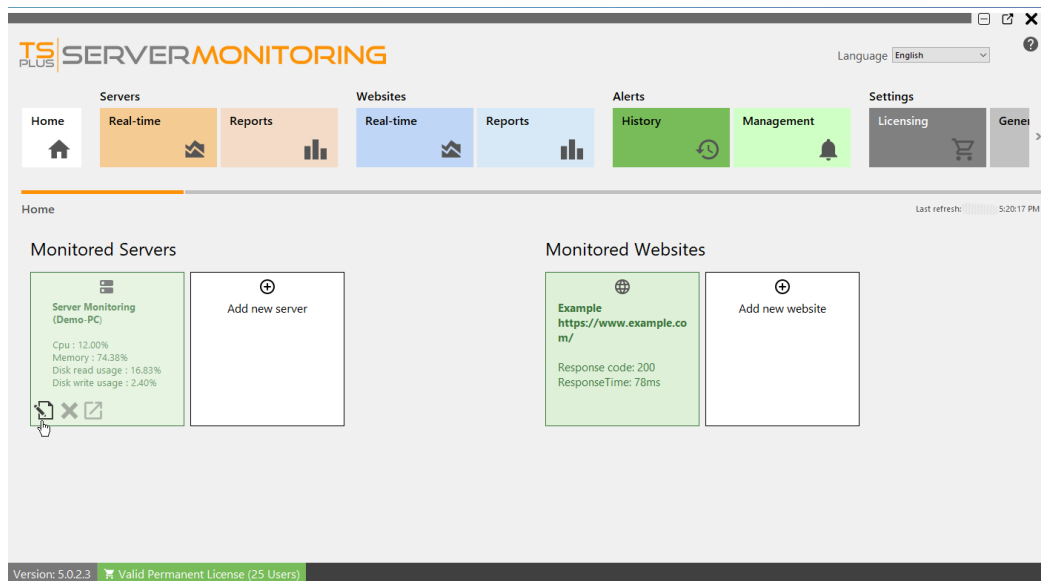 TS PLUS SERVERMONITORING
Language English
Servers Websites Alerts Settings
Home Real-time Reports Real-time Reports History Management Licensing
Home Last refresh: 5:20:17 PM
Monitored Servers Monitored Websites
Server Monitoring
(Demo-PC)
Cpu : 12.00%
Memory : 74.38%
Disk read usage : 16.83%
Disk write usage : 2.40%
Add new server
Example
https://www.example.co
m/
Response code: 200
ResponseTime: 78ms
Add new website
Version: 5.0.2.3 Valid Permanent License (25 Users)